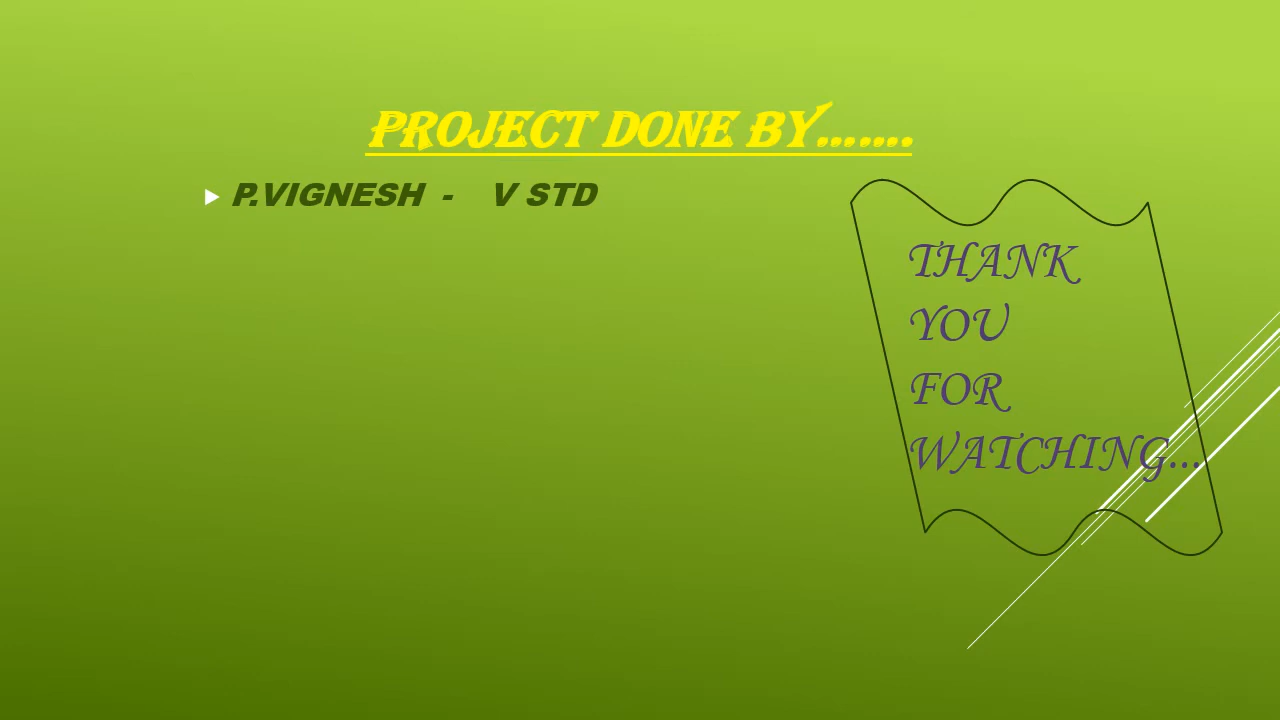 PROJECT DONE BY.......
P.VIGNESH - V STD
THANK
YOU
FOR
WATCHING...